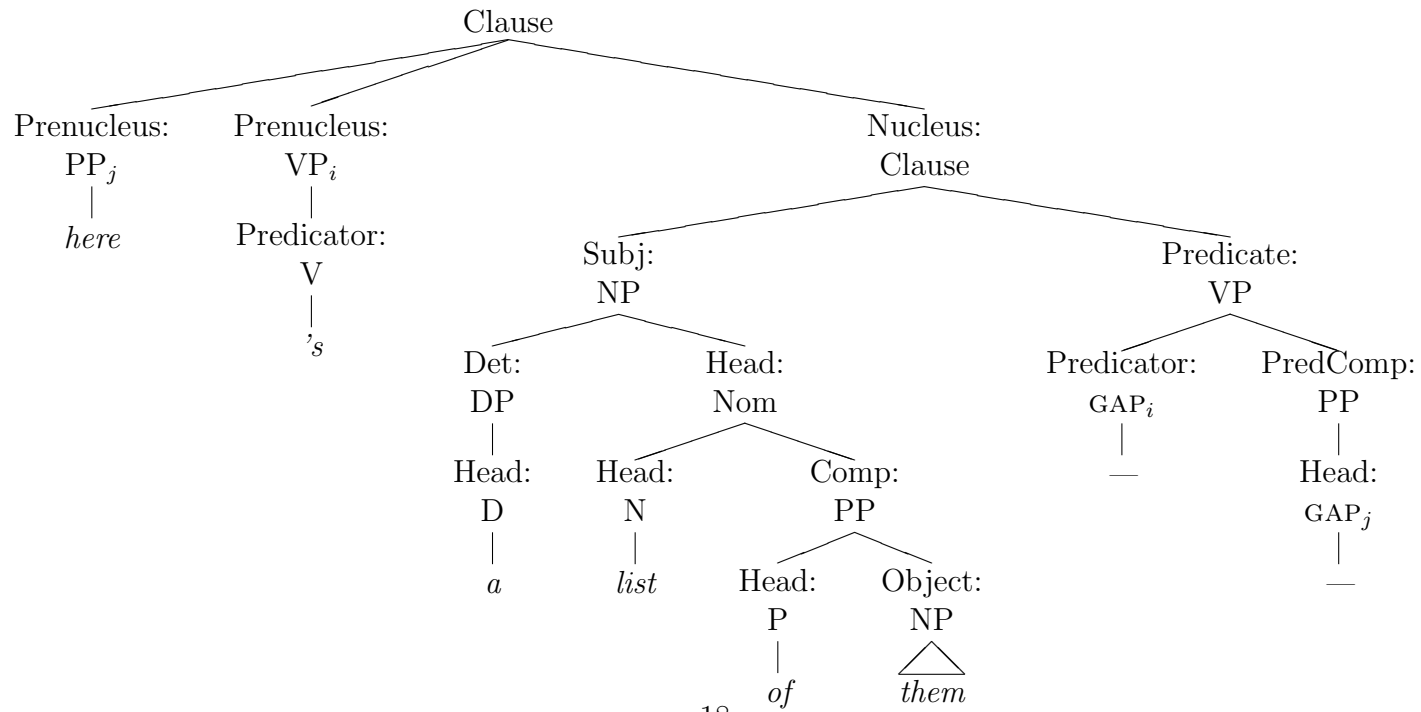 Clause
Prenucleus: Prenucleus: Nucleus:
PPj VPi Clause
here Predicator: Subj: Predicate:
V NP VP
's Det: Head: Predicator: PredComp:
DP Nom GAPi PP
Head: Head: Comp: — Head:
D N PP GAPj
a list Head: Object: —
P NP
of them
18